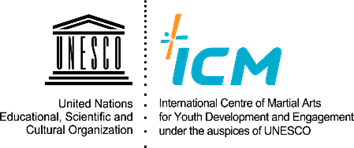 UNESCO
United Nations
Educational, Scientific and
Cultural Organization
ICM
International Centre of Martial Arts
for Youth Development and Engagement
under the auspices of UNESCO